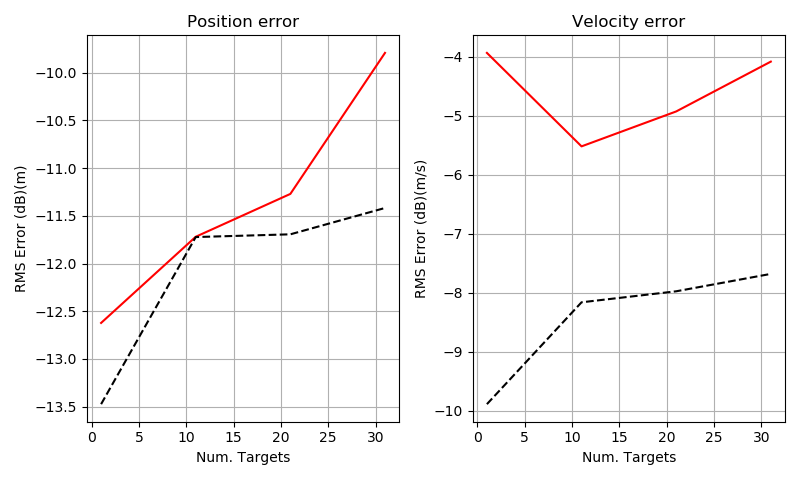 Position error
RMS Error (dB)(m)
−10.0
−10.5
−11.0
−11.5
−12.0
−12.5
−13.0
−13.5
0 5 10 15 20 25 30
Num. Targets
Velocity error
RMS Error (dB)(m/s)
−4
−5
−6
−7
−8
−9
−10
0 5 10 15 20 25 30
Num. Targets